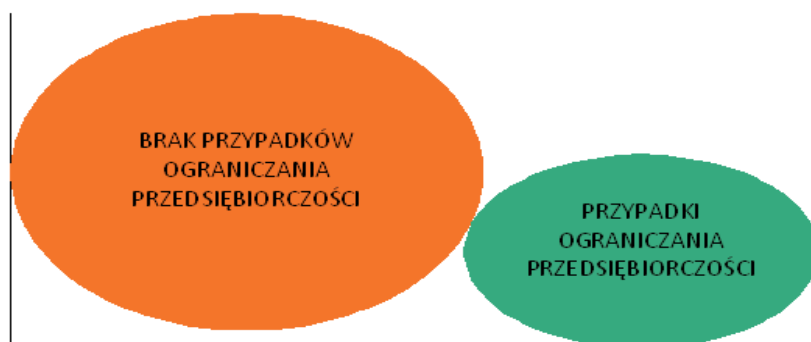 BRAK PRZYPADKÓW
OGRANICZANIA
PRZEDSIĘBIORCZOŚCI
PRZYPADKI
OGRANICZANIA
PRZEDSIĘBIORCZOŚCI